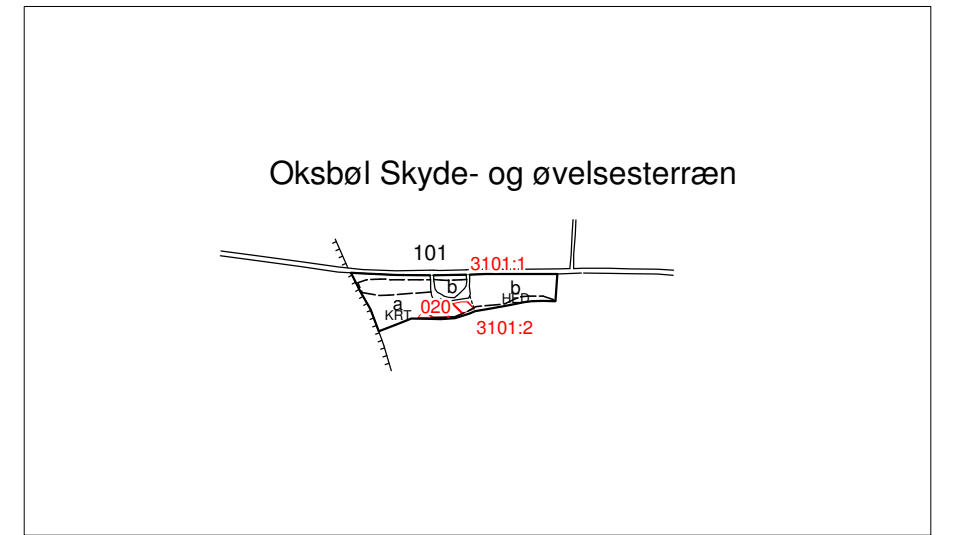 Oksbøl Skyde- og øvelsesterræn
101
3101:1
b
b
HED
a
020
KRT
3101:2